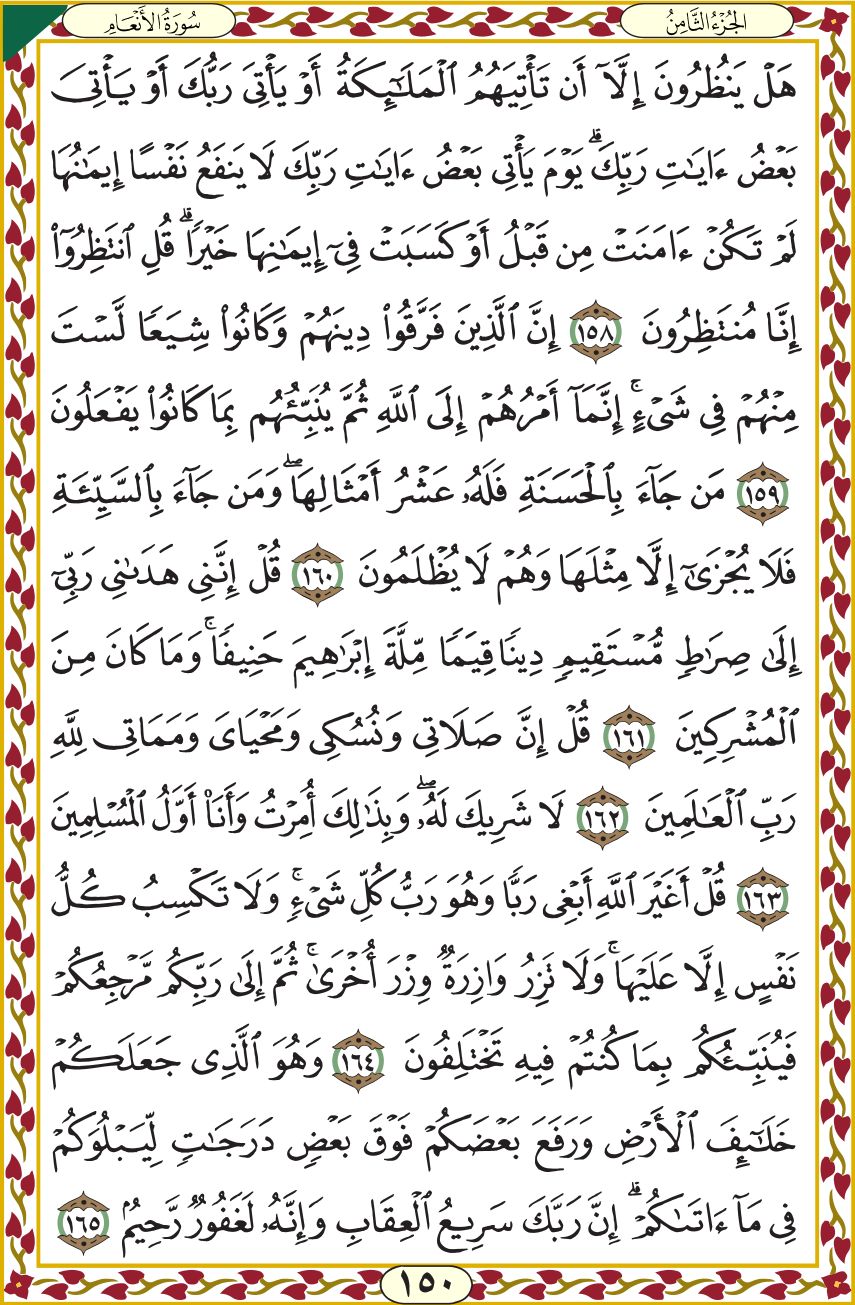 الجُزْءُ الثَّامِنُ
سُورَةُ الأَنْعَامِ
هَلْ يَنظُرُونَ إِلَّآ أَن تَأْتِيَهُمُ ٱلْمَلَـٰٓئِكَةُ أَوْ يَأْتِىَ رَبُّكَ أَوْ يَأْتِىَ
بَعْضُ ءَايَـٰتِ رَبِّكَ ۗ يَوْمَ يَأْتِى بَعْضُ ءَايَـٰتِ رَبِّكَ لَا يَنفَعُ نَفْسًا إِيمَـٰنُهَا
لَمْ تَكُنْ ءَامَنَتْ مِن قَبْلُ أَوْ كَسَبَتْ فِىٓ إِيمَـٰنِهَا خَيْرًا ۗ قُلِ ٱنتَظِرُوٓا۟
إِنَّا مُنتَظِرُونَ ١٥٨ إِنَّ ٱلَّذِينَ فَرَّقُوا۟ دِينَهُمْ وَكَانُوا۟ شِيَعًا لَّسْتَ
مِنْهُمْ فِى شَىْءٍ ۚ إِنَّمَآ أَمْرُهُمْ إِلَى ٱللَّهِ ثُمَّ يُنَبِّئُهُم بِمَا كَانُوا۟ يَفْعَلُونَ
١٥٩ مَن جَآءَ بِٱلْحَسَنَةِ فَلَهُۥ عَشْرُ أَمْثَالِهَا ۖ وَمَن جَآءَ بِٱلسَّيِّئَةِ
فَلَا يُجْزَىٰٓ إِلَّا مِثْلَهَا وَهُمْ لَا يُظْلَمُونَ ١٦٠ قُلْ إِنَّنِى هَدَىٰنِى رَبِّىٓ
إِلَىٰ صِرَٰطٍ مُّسْتَقِيمٍ دِينًا قِيَمًا مِّلَّةَ إِبْرَٰهِيمَ حَنِيفًا ۚ وَمَا كَانَ مِنَ
ٱلْمُشْرِكِينَ ١٦١ قُلْ إِنَّ صَلَاتِى وَنُسُكِى وَمَحْيَاىَ وَمَمَاتِى لِلَّهِ
رَبِّ ٱلْعَـٰلَمِينَ ١٦٢ لَا شَرِيكَ لَهُۥ ۖ وَبِذَٰلِكَ أُمِرْتُ وَأَنَا۠ أَوَّلُ ٱلْمُسْلِمِينَ
١٦٣ قُلْ أَغَيْرَ ٱللَّهِ أَبْغِى رَبًّا وَهُوَ رَبُّ كُلِّ شَىْءٍ ۚ وَلَا تَكْسِبُ كُلُّ
نَفْسٍ إِلَّا عَلَيْهَا ۚ وَلَا تَزِرُ وَازِرَةٌ وِزْرَ أُخْرَىٰ ۚ ثُمَّ إِلَىٰ رَبِّكُم مَّرْجِعُكُمْ
فَيُنَبِّئُكُم بِمَا كُنتُمْ فِيهِ تَخْتَلِفُونَ ١٦٤ وَهُوَ ٱلَّذِى جَعَلَكُمْ
خَلَـٰٓئِفَ ٱلْأَرْضِ وَرَفَعَ بَعْضَكُمْ فَوْقَ بَعْضٍ دَرَجَـٰتٍ لِّيَبْلُوَكُمْ
فِى مَآ ءَاتَىٰكُمْ ۗ إِنَّ رَبَّكَ سَرِيعُ ٱلْعِقَابِ وَإِنَّهُۥ لَغَفُورٌ رَّحِيمٌۢ ١٦٥
١٥٠